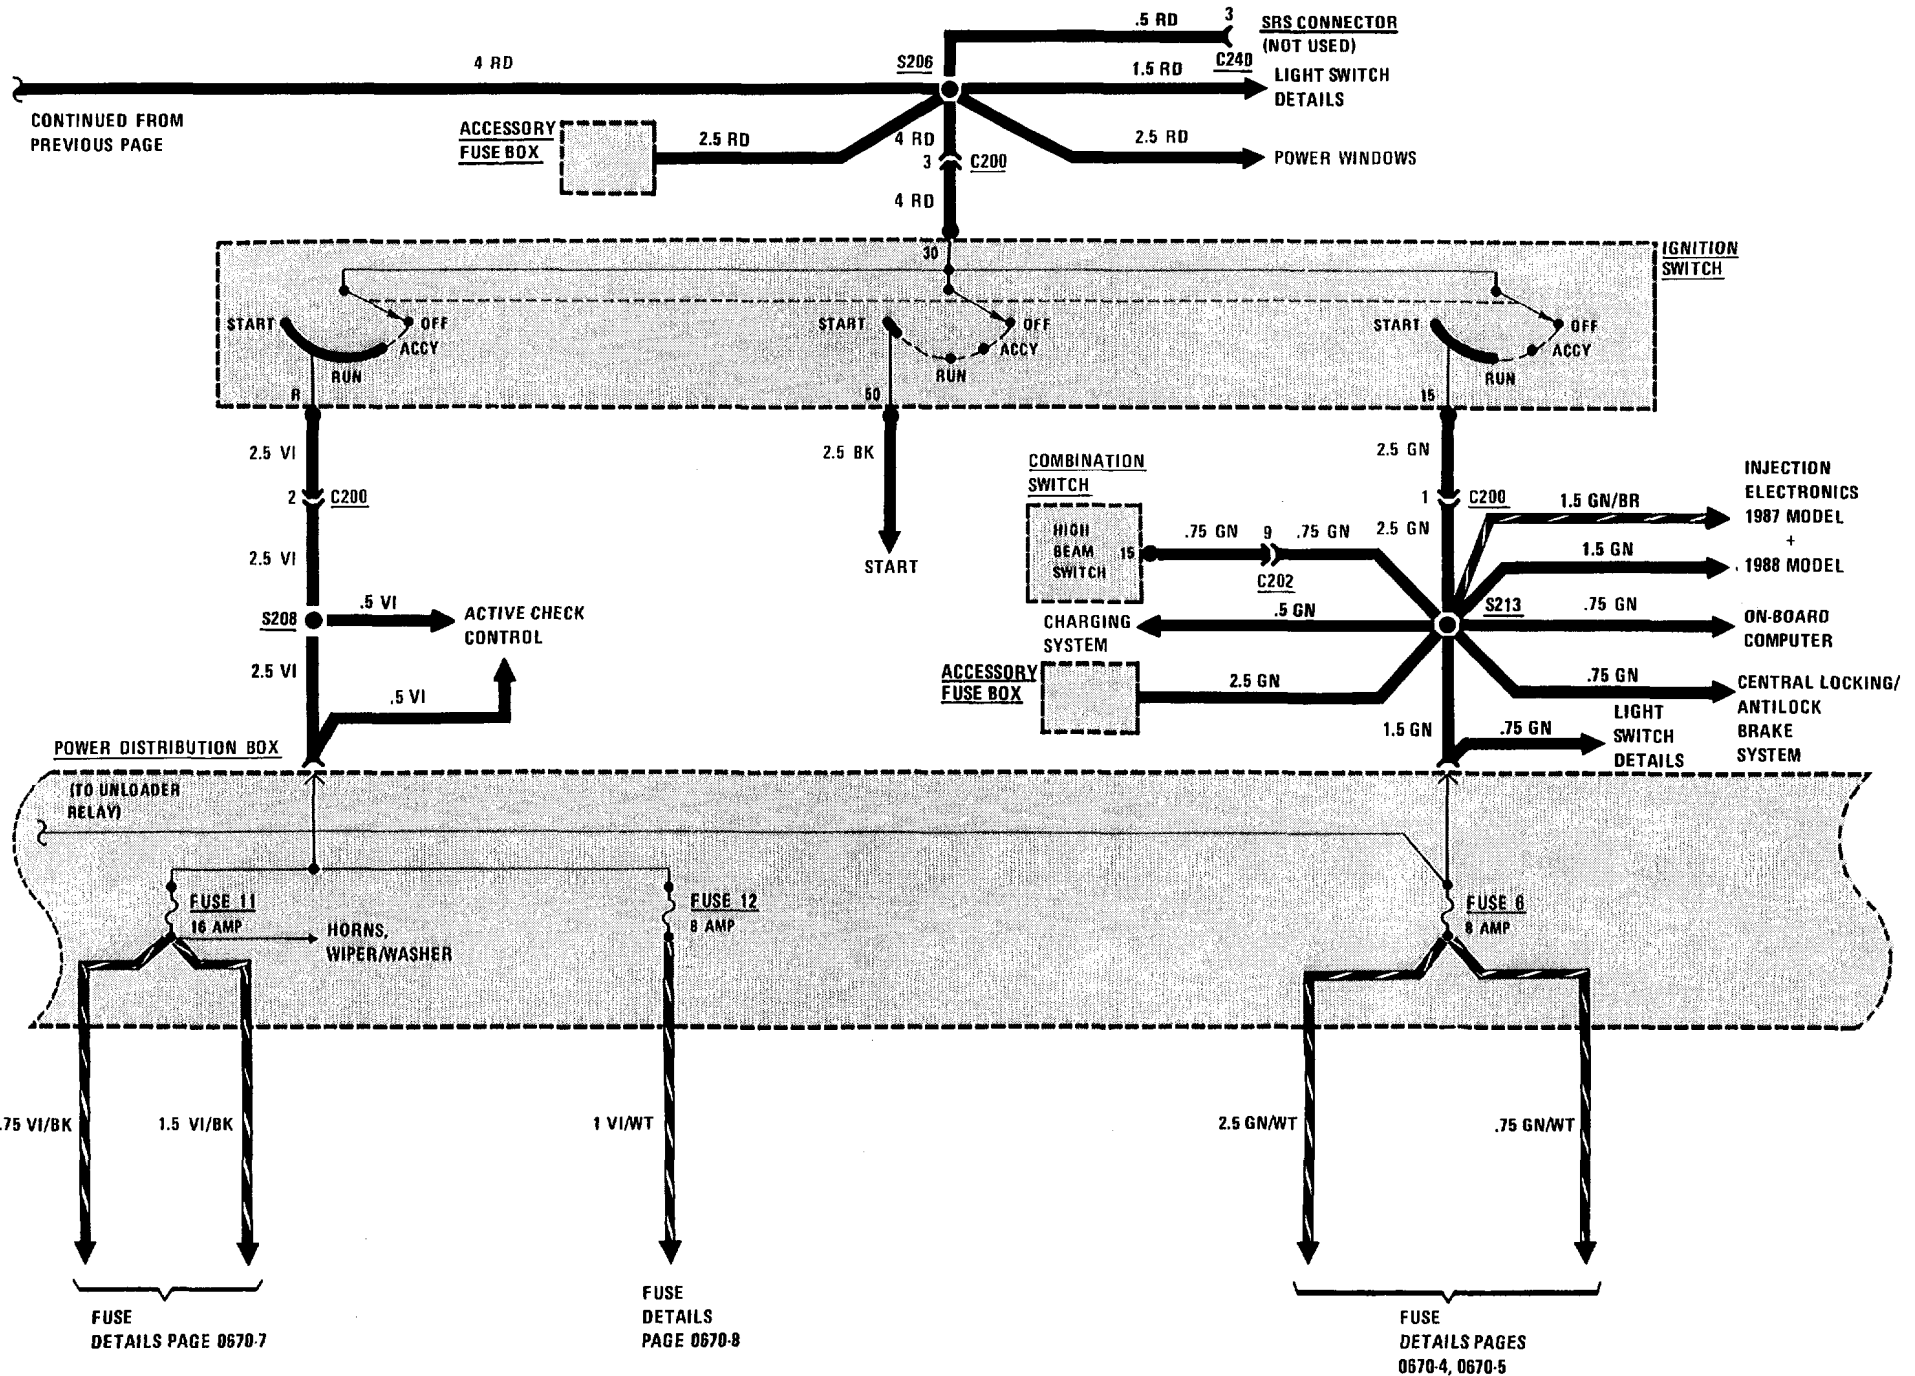 .5 RD
3
SRS CONNECTOR
(NOT USED)
4 RD
S206
1.5 RD
C240
LIGHT SWITCH
DETAILS
CONTINUED FROM
PREVIOUS PAGE
ACCESSORY
FUSE BOX
2.5 RD
4 RD
3
C200
2.5 RD
POWER WINDOWS
4 RD
30
IGNITION
SWITCH
START
OFF
ACCY
RUN
START
OFF
ACCY
RUN
START
OFF
ACCY
RUN
R
50
15
2.5 VI
2
C200
2.5 VI
S208
.5 VI
ACTIVE CHECK
CONTROL
2.5 VI
.5 VI
2.5 BK
START
COMBINATION
SWITCH
HIGH
BEAM
SWITCH
15
.75 GN
9
.75 GN
C202
2.5 GN
1
C200
2.5 GN
1.5 GN/BR
INJECTION
ELECTRONICS
1987 MODEL
+
1988 MODEL
1.5 GN
S213
.5 GN
CHARGING
SYSTEM
.75 GN
ON-BOARD
COMPUTER
ACCESSORY
FUSE BOX
2.5 GN
.75 GN
CENTRAL LOCKING/
ANTILOCK
BRAKE
SYSTEM
1.5 GN
.75 GN
LIGHT
SWITCH
DETAILS
POWER DISTRIBUTION BOX
(TO UNLOADER
RELAY)
FUSE 11
16 AMP
HORNS,
WIPER/WASHER
FUSE 12
8 AMP
FUSE 6
8 AMP
.75 VI/BK
1.5 VI/BK
1 VI/WT
2.5 GN/WT
.75 GN/WT
FUSE
DETAILS PAGE 0670-7
FUSE
DETAILS
PAGE 0670-8
FUSE
DETAILS PAGES
0670-4, 0670-5